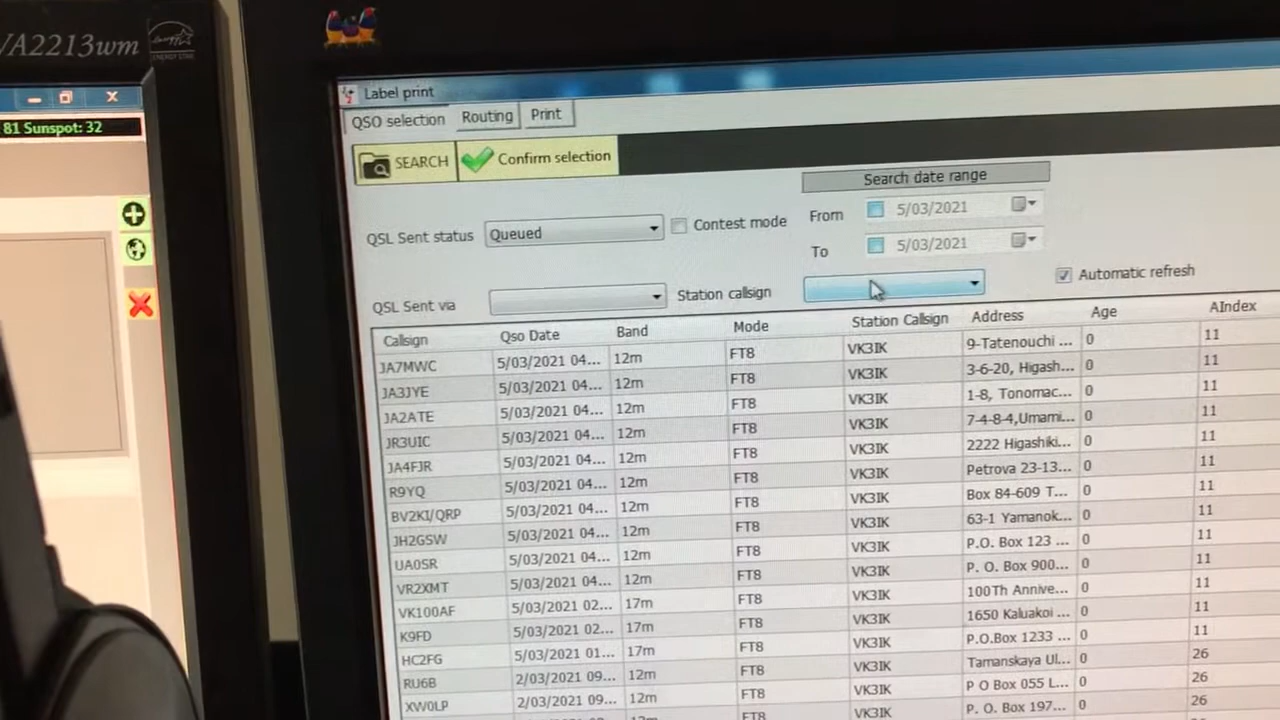 VA2213wm
ENERGY STAR
81 Sunspot: 32
Label print
QSO selection Routing Print
SEARCH Confirm selection
Search date range
QSL Sent status Queued Contest mode From 5/03/2021
To 5/03/2021
QSL Sent via Station callsign Automatic refresh
Callsign Qso Date Band Mode Station Callsign Address Age AIndex
JA7MWC 5/03/2021 04... 12m FT8 VK3IK 9-Tatenouchi ... 0 11
JA3JYE 5/03/2021 04... 12m FT8 VK3IK 3-6-20, Higash... 0 11
JA2ATE 5/03/2021 04... 12m FT8 VK3IK 1-8, Tonomac... 0 11
JR3UIC 5/03/2021 04... 12m FT8 VK3IK 7-4-8-4,Umami... 0 11
JA4FJR 5/03/2021 04... 12m FT8 VK3IK 2222 Higashiki... 0 11
R9YQ 5/03/2021 04... 12m FT8 VK3IK Petrova 23-13... 0 11
BV2KI/QRP 5/03/2021 04... 12m FT8 VK3IK Box 84-609 T... 0 11
JH2GSW 5/03/2021 04... 12m FT8 VK3IK 63-1 Yamanok... 0 11
UA0SR 5/03/2021 04... 12m FT8 VK3IK P.O. Box 123 ... 0 11
VR2XMT 5/03/2021 04... 12m FT8 VK3IK P. O. Box 900... 0 11
VK100AF 5/03/2021 02... 17m FT8 VK3IK 100Th Annive... 0 11
K9FD 5/03/2021 02... 17m FT8 VK3IK 1650 Kaluakoi ... 0 11
HC2FG 5/03/2021 01... 17m FT8 VK3IK P.O.Box 1233 ... 0 11
RU6B 2/03/2021 09... 12m FT8 VK3IK Tamanskaya Ul... 0 26
XW0LP 2/03/2021 09... 12m FT8 VK3IK P O Box 055 L... 0 26
FT8 VK3IK P. O. Box 197... 0 26